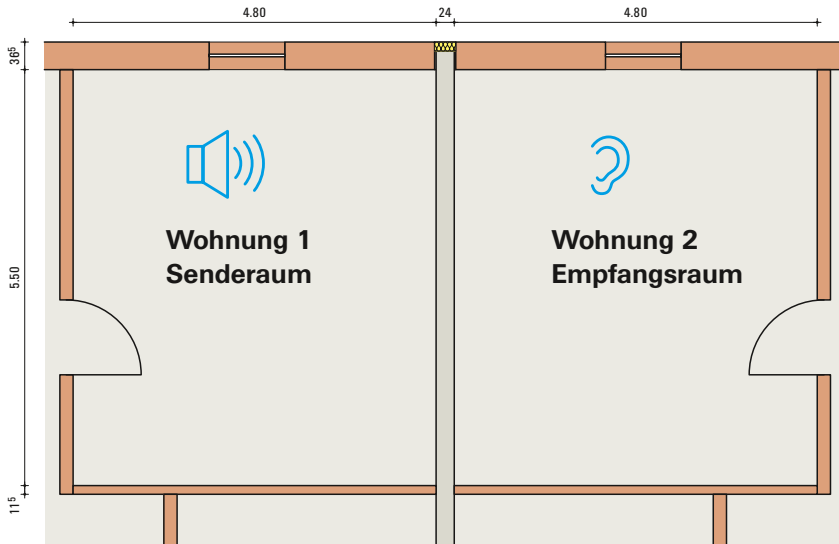 4.80 24 4.80
36⁵
5.50
11⁵
Wohnung 1
Senderaum
Wohnung 2
Empfangsraum